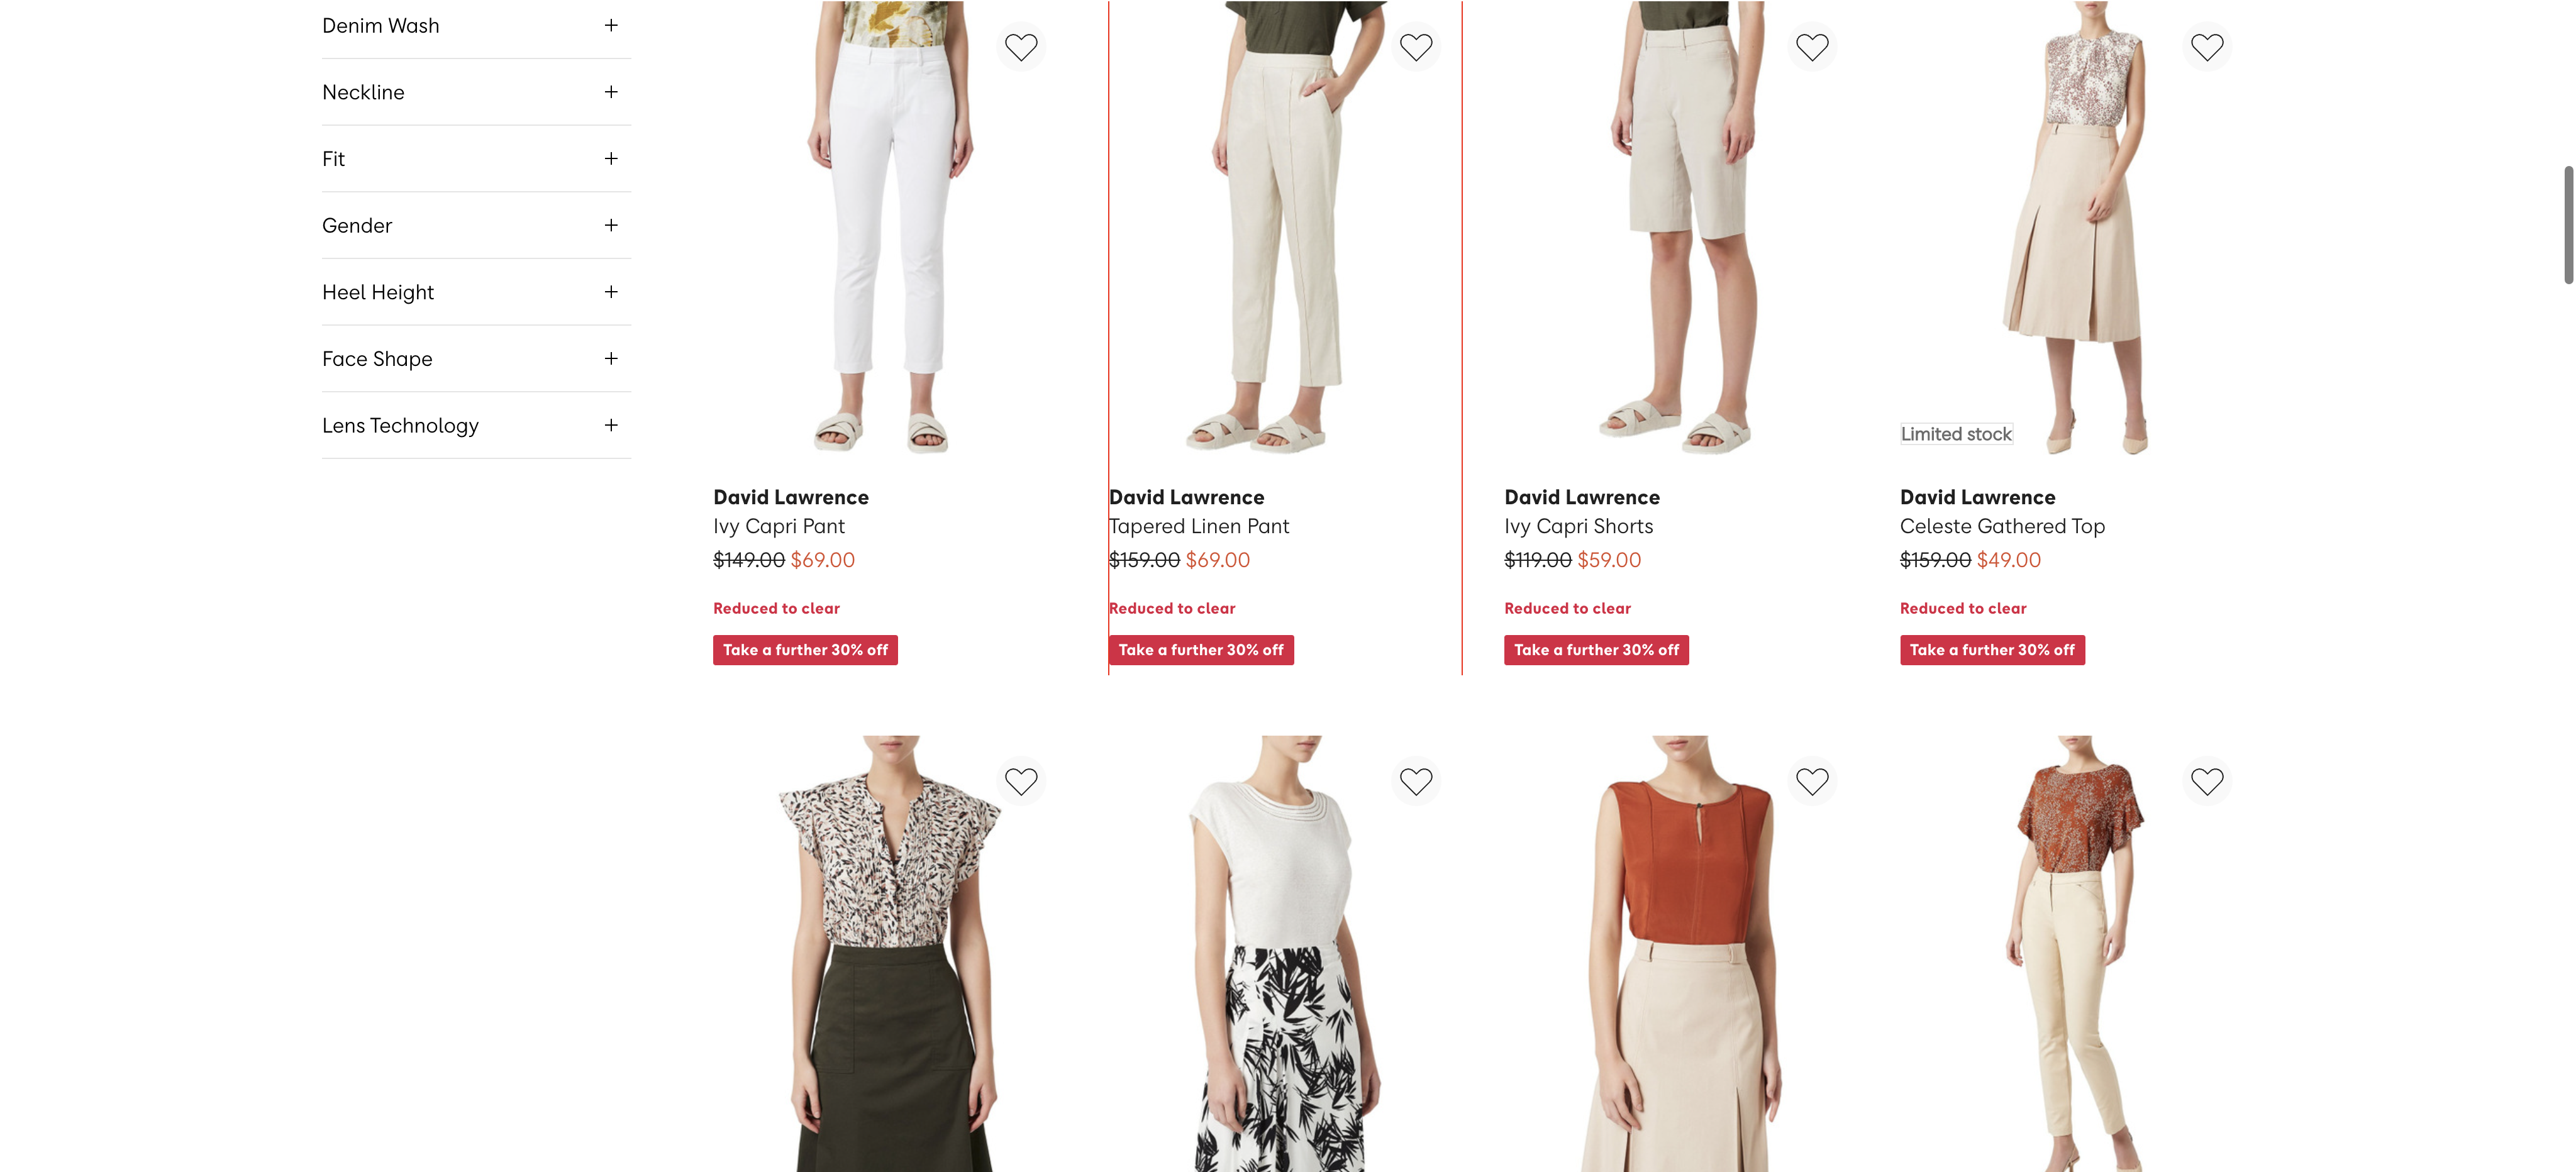 Denim Wash
Neckline
Fit
Gender
Heel Height
Face Shape
Lens Technology
David Lawrence
Ivy Capri Pant
$149.00 $69.00
Reduced to clear
Take a further 30% off
David Lawrence
Tapered Linen Pant
$159.00 $69.00
Reduced to clear
Take a further 30% off
David Lawrence
Ivy Capri Shorts
$119.00 $59.00
Reduced to clear
Take a further 30% off
Limited stock
David Lawrence
Celeste Gathered Top
$159.00 $49.00
Reduced to clear
Take a further 30% off